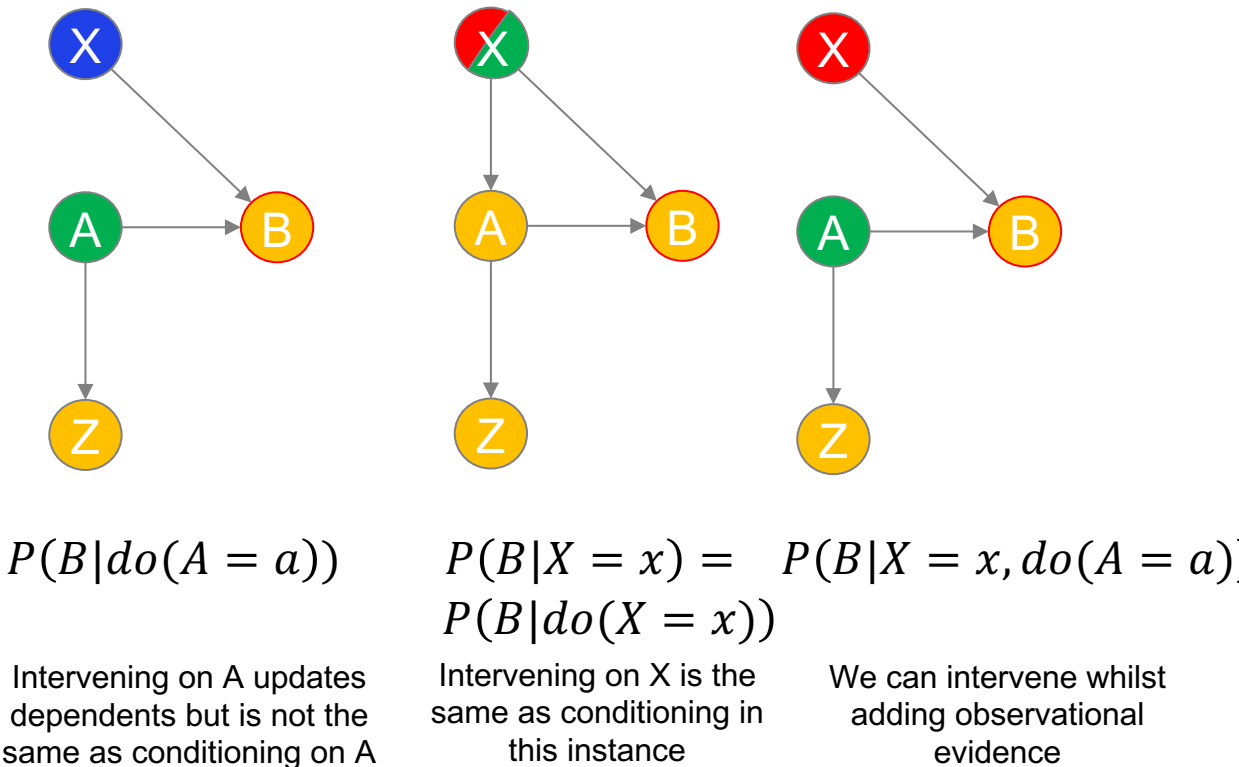 X
A
B
Z
P(B|do(A = a))
Intervening on A updates
dependents but is not the
same as conditioning on A
X
A
B
Z
P(B|X = x) =
P(B|do(X = x))
Intervening on X is the
same as conditioning in
this instance
X
A
B
Z
P(B|X = x, do(A = a))
We can intervene whilst
adding observational
evidence